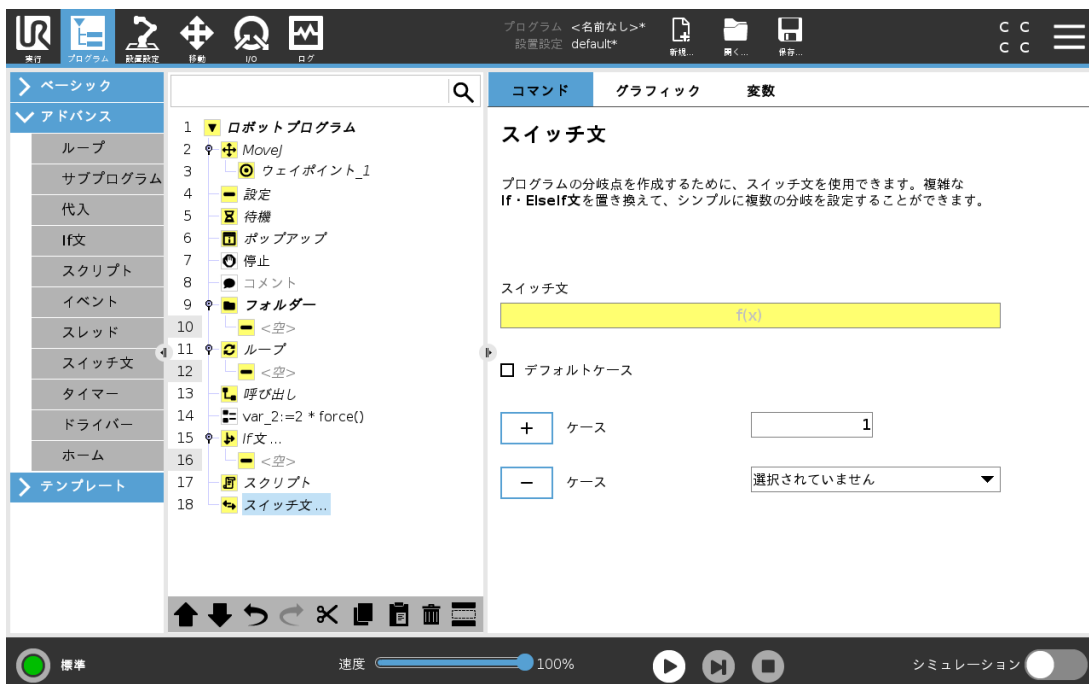 UR
プログラム <名前なし>*
設置設定 default*
実行 プログラム 設置設定 移動 I/O ログ
新規... 開く... 保存...
C C
C C
ベーシック
アドバンス
ループ
サブプログラム
代入
If文
スクリプト
イベント
スレッド
スイッチ文
タイマー
ドライバー
ホーム
テンプレート
1 ロボットプログラム
2 MoveJ
3 ウェイポイント_1
4 設定
5 待機
6 ポップアップ
7 停止
8 コメント
9 フォルダー
10 <空>
11 ループ
12 <空>
13 呼び出し
14 var_2:=2 * force()
15 If文 ...
16 <空>
17 スクリプト
18 スイッチ文 ...
コマンド グラフィック 変数
スイッチ文
プログラムの分岐点を作成するために、スイッチ文を使用できます。複雑な
If・ElseIf文を置き換えて、シンプルに複数の分岐を設定することができます。
スイッチ文
f(x)
デフォルトケース
+ ケース 1
− ケース 選択されていません
標準 速度 100% シミュレーション